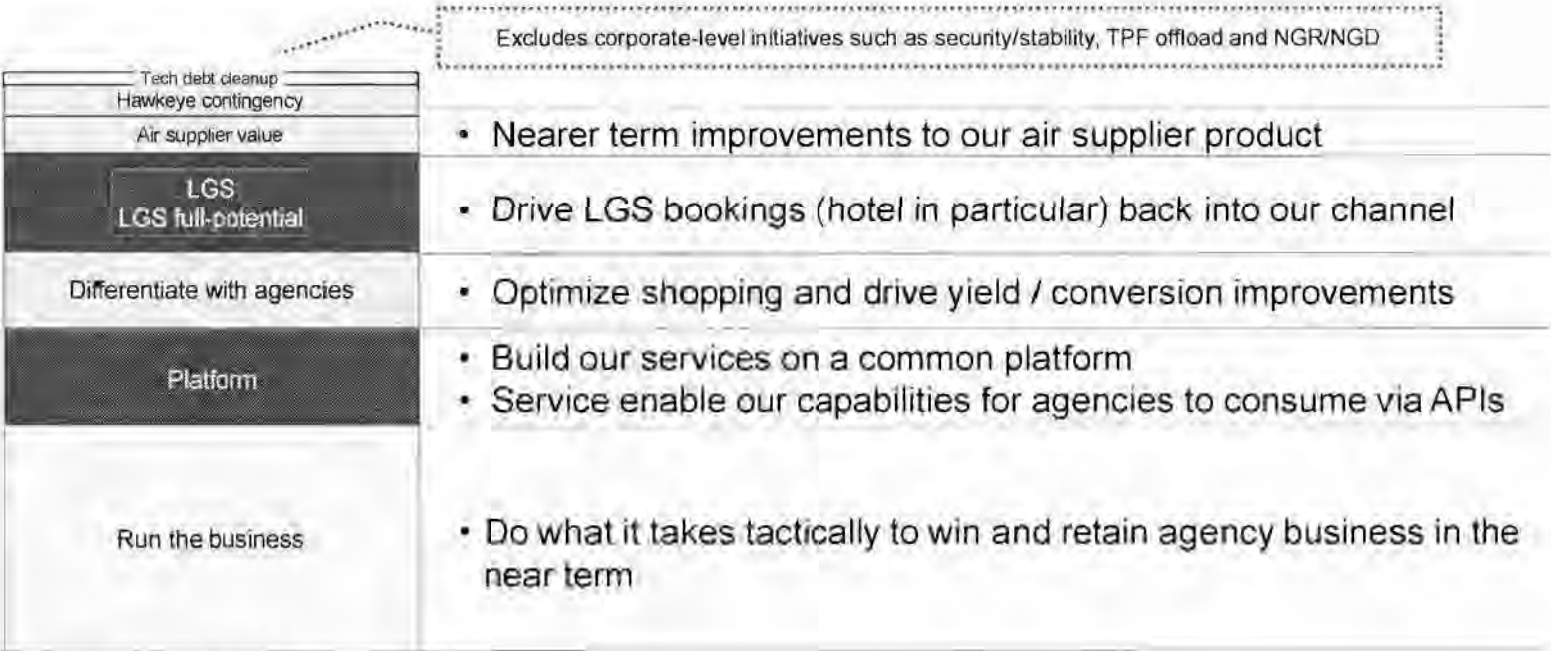 Excludes corporate-level initiatives such as security/stability, TPF offload and NGR/NGD
Tech debt cleanup
Hawkeye contingency
Air supplier value
• Nearer term improvements to our air supplier product
LGS
LGS full-potential
• Drive LGS bookings (hotel in particular) back into our channel
Differentiate with agencies
• Optimize shopping and drive yield / conversion improvements
Platform
• Build our services on a common platform
• Service enable our capabilities for agencies to consume via APIs
Run the business
• Do what it takes tactically to win and retain agency business in the
near term